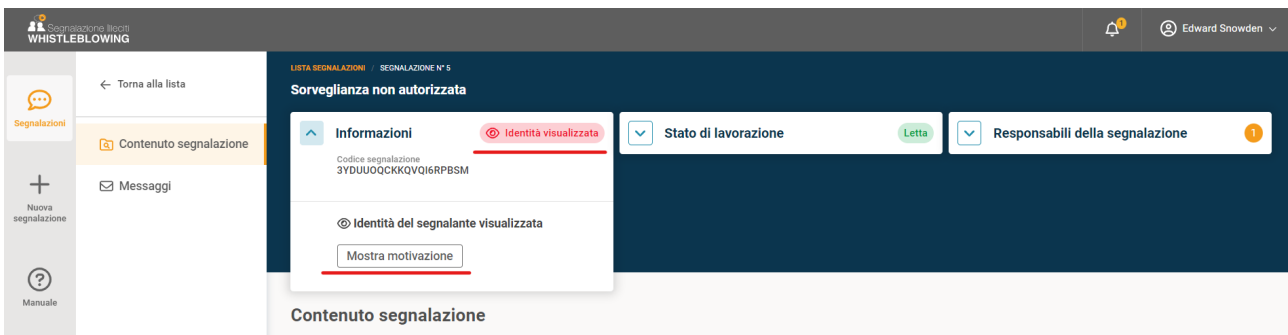 Segnalazione Illeciti
WHISTLEBLOWING
1
Edward Snowden
Segnalazioni
Nuova
segnalazione
Manuale
Torna alla lista
Contenuto segnalazione
Messaggi
LISTA SEGNALAZIONI / SEGNALAZIONE N° 5
Sorveglianza non autorizzata
Informazioni
Identità visualizzata
Codice segnalazione
3YDUUOQCKKQVQI6RPBSM
Identità del segnalante visualizzata
Mostra motivazione
Stato di lavorazione
Letta
Responsabili della segnalazione
1
Contenuto segnalazione